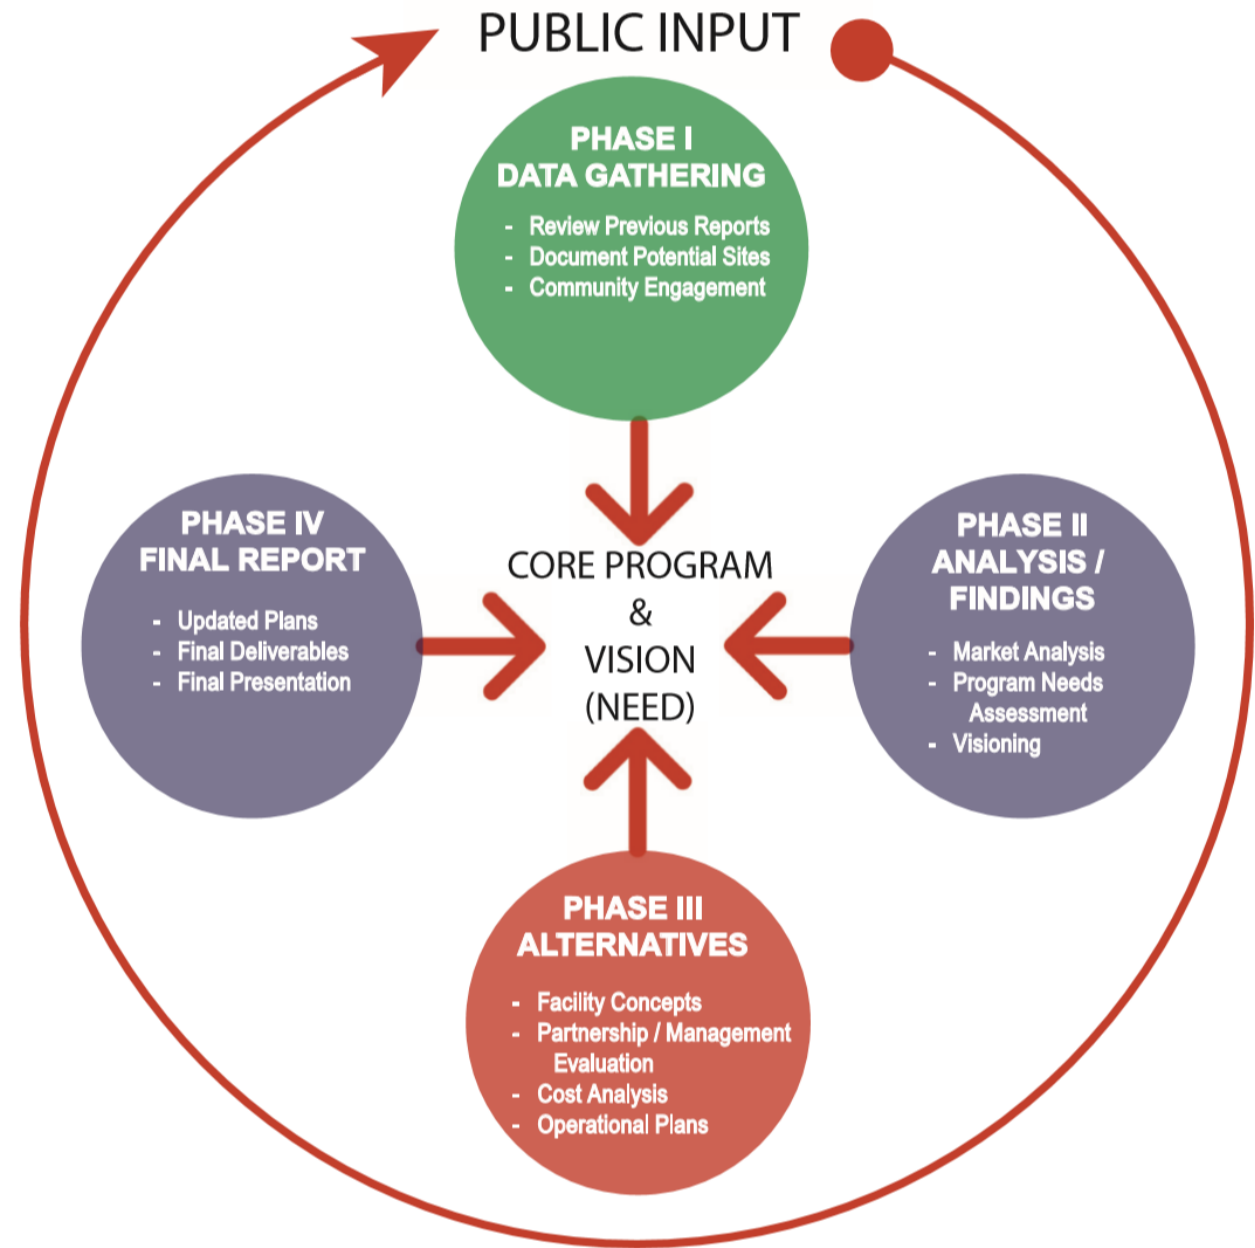 PUBLIC INPUT
PHASE I
DATA GATHERING
- Review Previous Reports
- Document Potential Sites
- Community Engagement
PHASE IV
FINAL REPORT
- Updated Plans
- Final Deliverables
- Final Presentation
CORE PROGRAM
&
VISION
(NEED)
PHASE II
ANALYSIS /
FINDINGS
- Market Analysis
- Program Needs
Assessment
- Visioning
PHASE III
ALTERNATIVES
- Facility Concepts
- Partnership / Management
Evaluation
- Cost Analysis
- Operational Plans